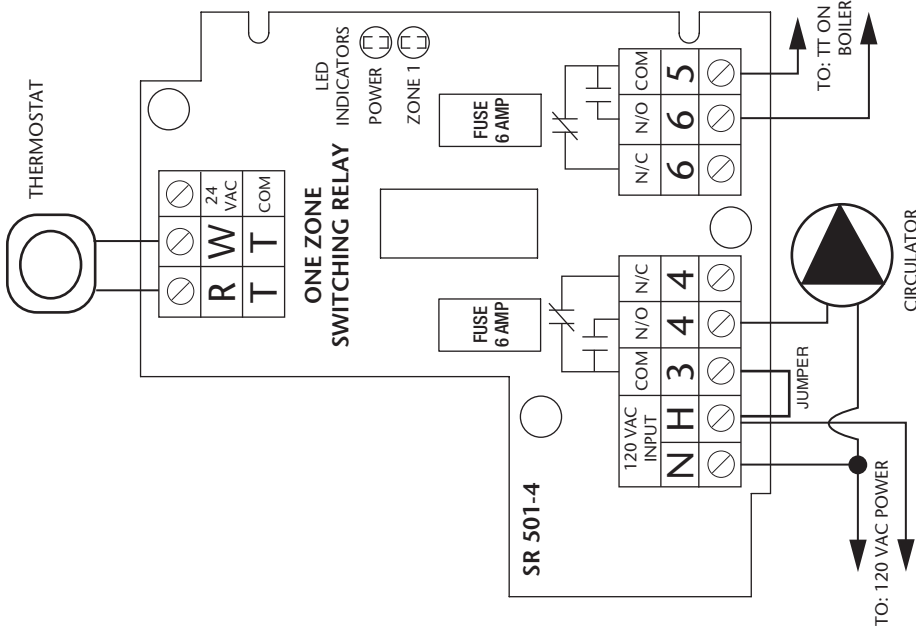 THERMOSTAT
R
W
24
VAC
T
T
COM
ONE ZONE
SWITCHING RELAY
LED
INDICATORS
POWER
ZONE 1
FUSE
6 AMP
FUSE
6 AMP
SR 501-4
120 VAC
INPUT
COM
N/O
N/C
N
H
3
4
4
N/C
N/O
COM
6
6
5
JUMPER
TO: 120 VAC POWER
CIRCULATOR
TO: TT ON
BOILER